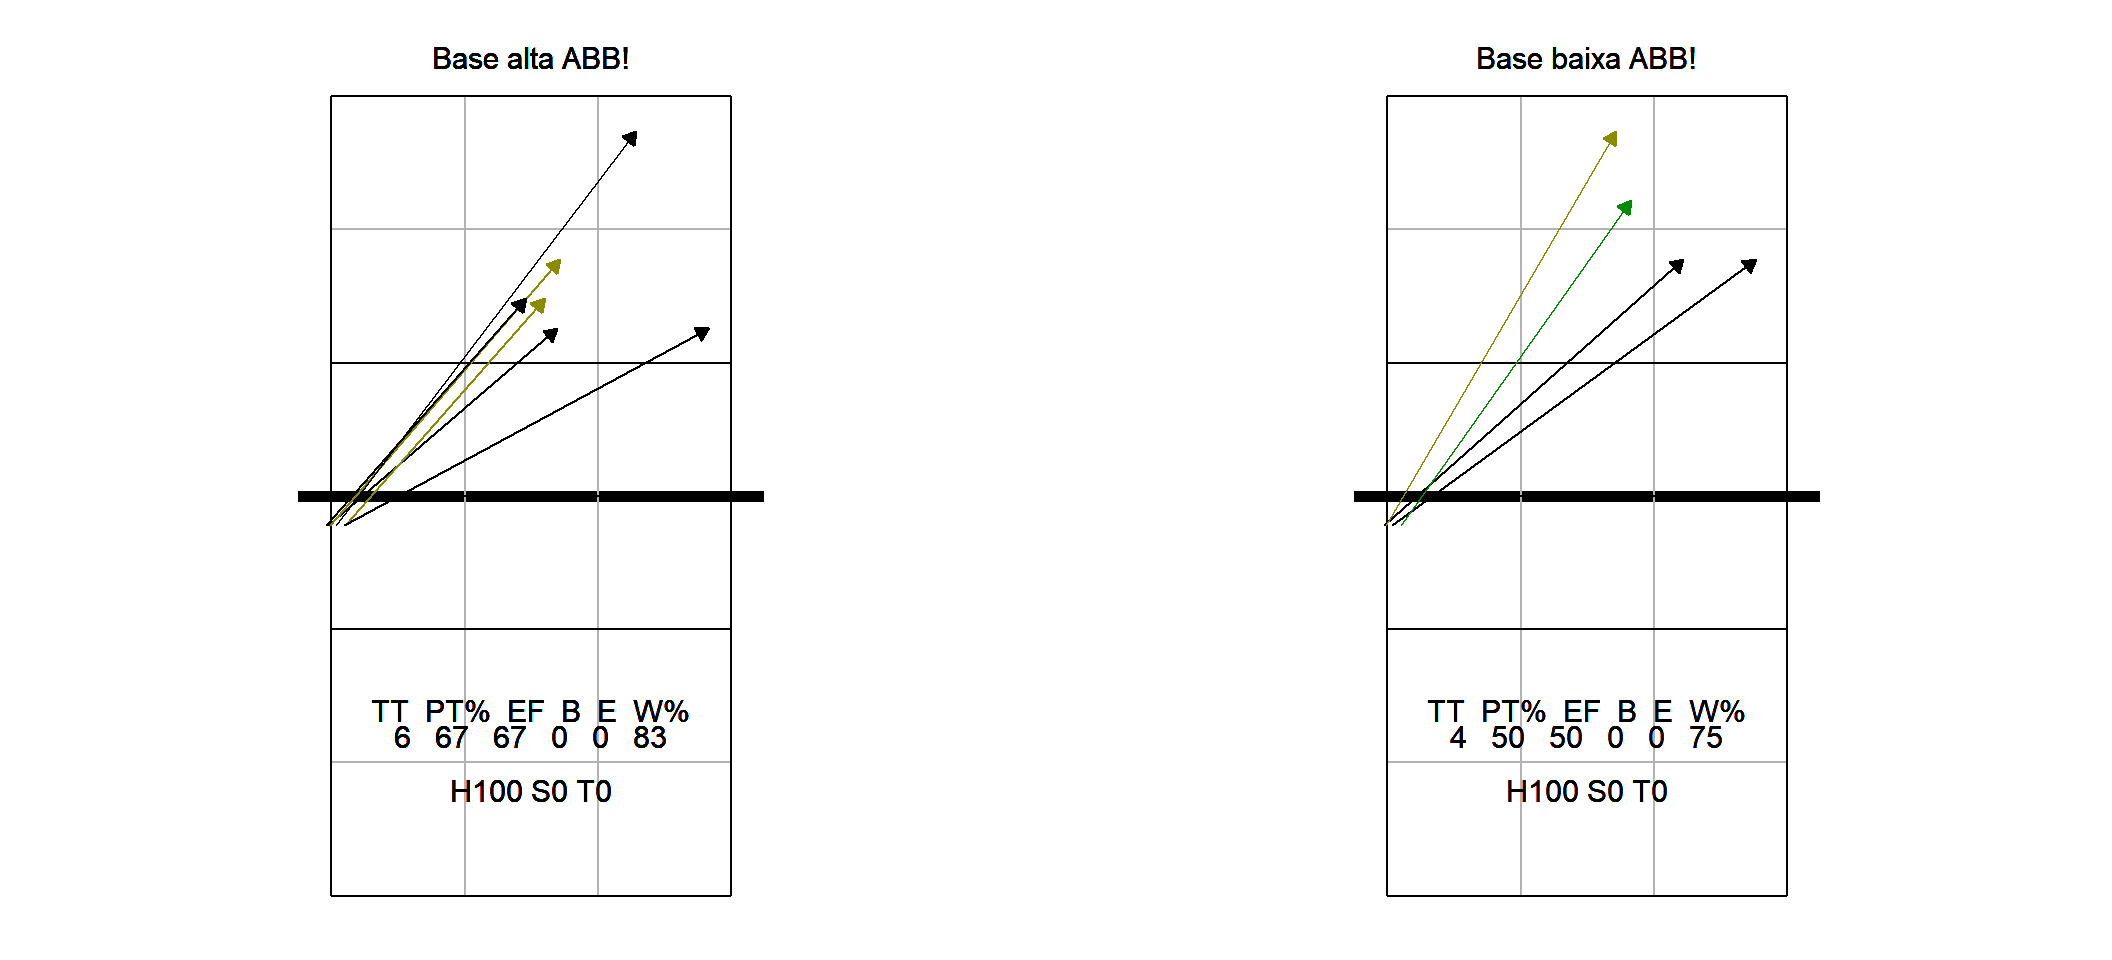 Base alta ABB!
TT PT% EF B E W%
6 67 67 0 0 83
H100 S0 T0
Base baixa ABB!
TT PT% EF B E W%
4 50 50 0 0 75
H100 S0 T0